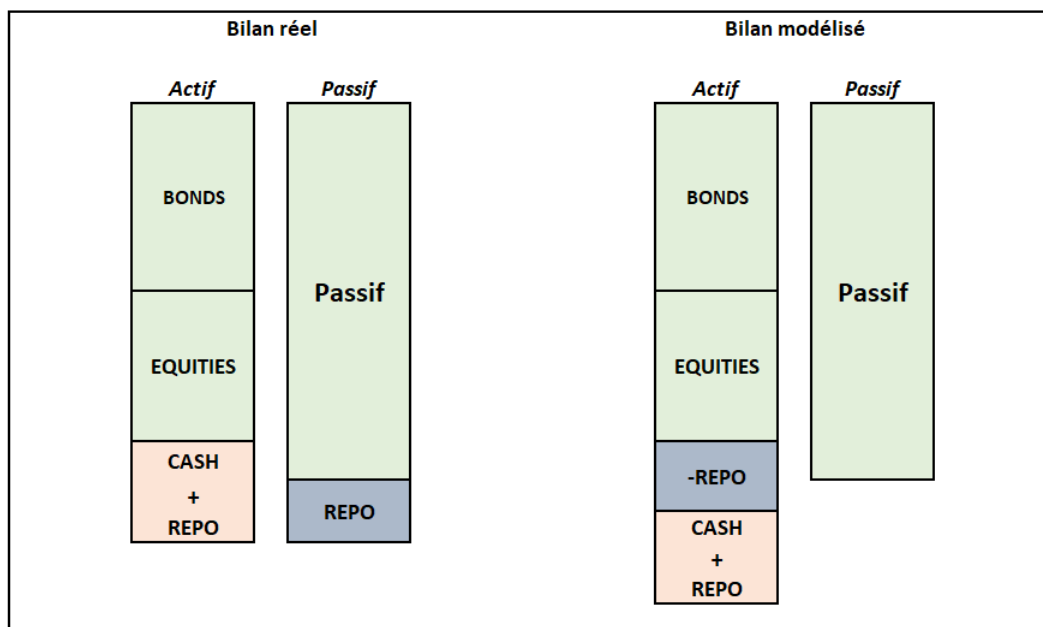 Bilan réel
Actif
Passif
BONDS
EQUITIES
CASH
+
REPO
Passif
REPO
Bilan modélisé
Actif
Passif
BONDS
EQUITIES
-REPO
CASH
+
REPO
Passif